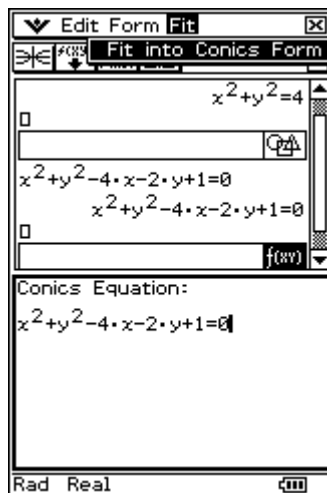 Edit Form Fit
Fit into Conics Form
x²+y²=4
x²+y²-4·x-2·y+1=0
x²+y²-4·x-2·y+1=0
f(XY)
Conics Equation:
x²+y²-4·x-2·y+1=0
Rad Real